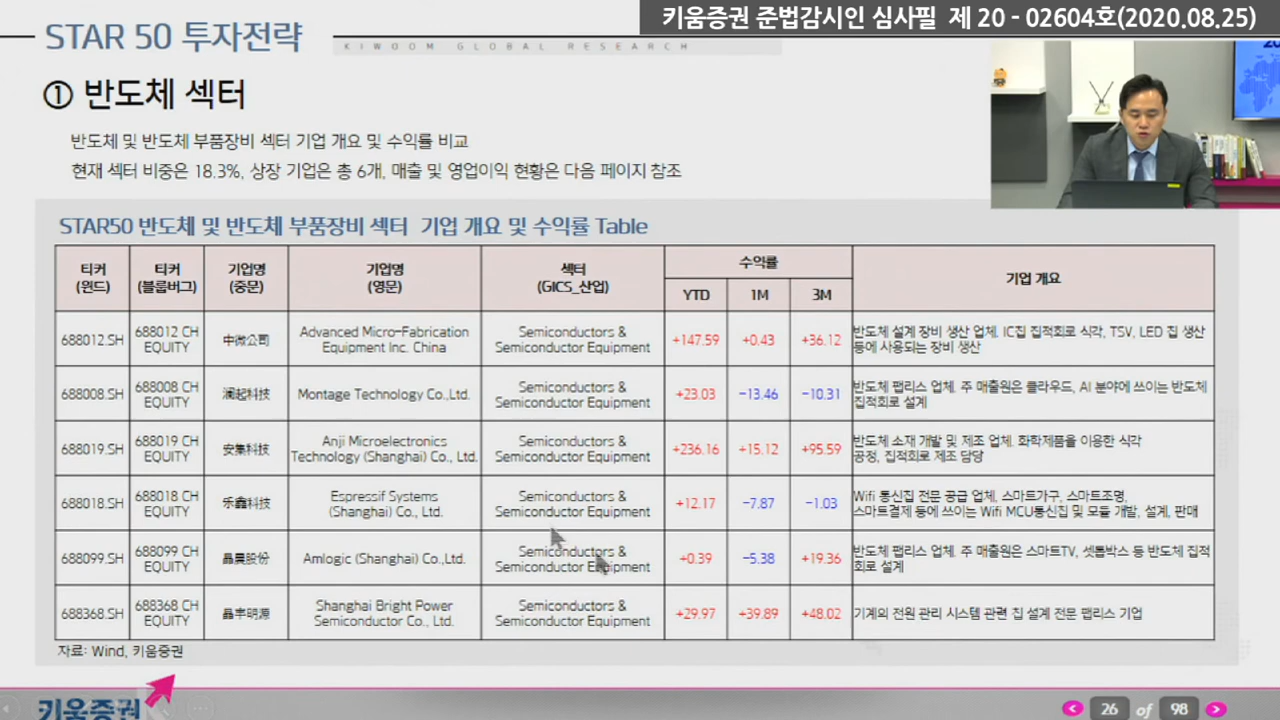 키움증권 준법감시인 심사필 제 20 - 02604호(2020.08.25)
STAR 50 투자전략
KIWOOM GLOBAL RESEARCH
① 반도체 섹터
반도체 및 반도체 부품장비 섹터 기업 개요 및 수익률 비교
현재 섹터 비중은 18.3%, 상장 기업은 총 6개, 매출 및 영업이익 현황은 다음 페이지 참조
STAR50 반도체 및 반도체 부품장비 섹터 기업 개요 및 수익률 Table
티커 (윈드) 티커 (블룸버그) 기업명 (중문) 기업명 (영문) 섹터 (GICS_산업) 수익률 기업 개요
YTD 1M 3M
688012.SH 688012 CH EQUITY 中微公司 Advanced Micro-Fabrication Equipment Inc. China Semiconductors & Semiconductor Equipment +147.59 +0.43 +36.12 반도체 설계 장비 생산 업체. IC칩 집적회로 식각, TSV, LED 칩 생산 등에 사용되는 장비 생산
688008.SH 688008 CH EQUITY 澜起科技 Montage Technology Co.,Ltd. Semiconductors & Semiconductor Equipment +23.03 -13.46 -10.31 반도체 팹리스 업체. 주 매출원은 클라우드, AI 분야에 쓰이는 반도체 집적회로 설계
688019.SH 688019 CH EQUITY 安集科技 Anji Microelectronics Technology (Shanghai) Co., Ltd. Semiconductors & Semiconductor Equipment +236.16 +15.12 +95.59 반도체 소재 개발 및 제조 업체. 화학제품을 이용한 식각 공정, 집적회로 제조 담당
688018.SH 688018 CH EQUITY 乐鑫科技 Espressif Systems (Shanghai) Co., Ltd. Semiconductors & Semiconductor Equipment +12.17 -7.87 -1.03 Wifi 통신칩 전문 공급 업체, 스마트가구, 스마트조명, 스마트결제 등에 쓰이는 Wifi MCU통신칩 및 모듈 개발, 설계, 판매
688099.SH 688099 CH EQUITY 晶晨股份 Amlogic (Shanghai) Co.,Ltd. Semiconductors & Semiconductor Equipment +0.39 -5.38 +19.36 반도체 팹리스 업체. 주 매출원은 스마트TV, 셋톱박스 등 반도체 집적회로 설계
688368.SH 688368 CH EQUITY 晶丰明源 Shanghai Bright Power Semiconductor Co., Ltd. Semiconductors & Semiconductor Equipment +29.97 +39.89 +48.02 기계의 전원 관리 시스템 관련 칩 설계 전문 팹리스 기업
자료: Wind, 키움증권
키움증권
26 of 98